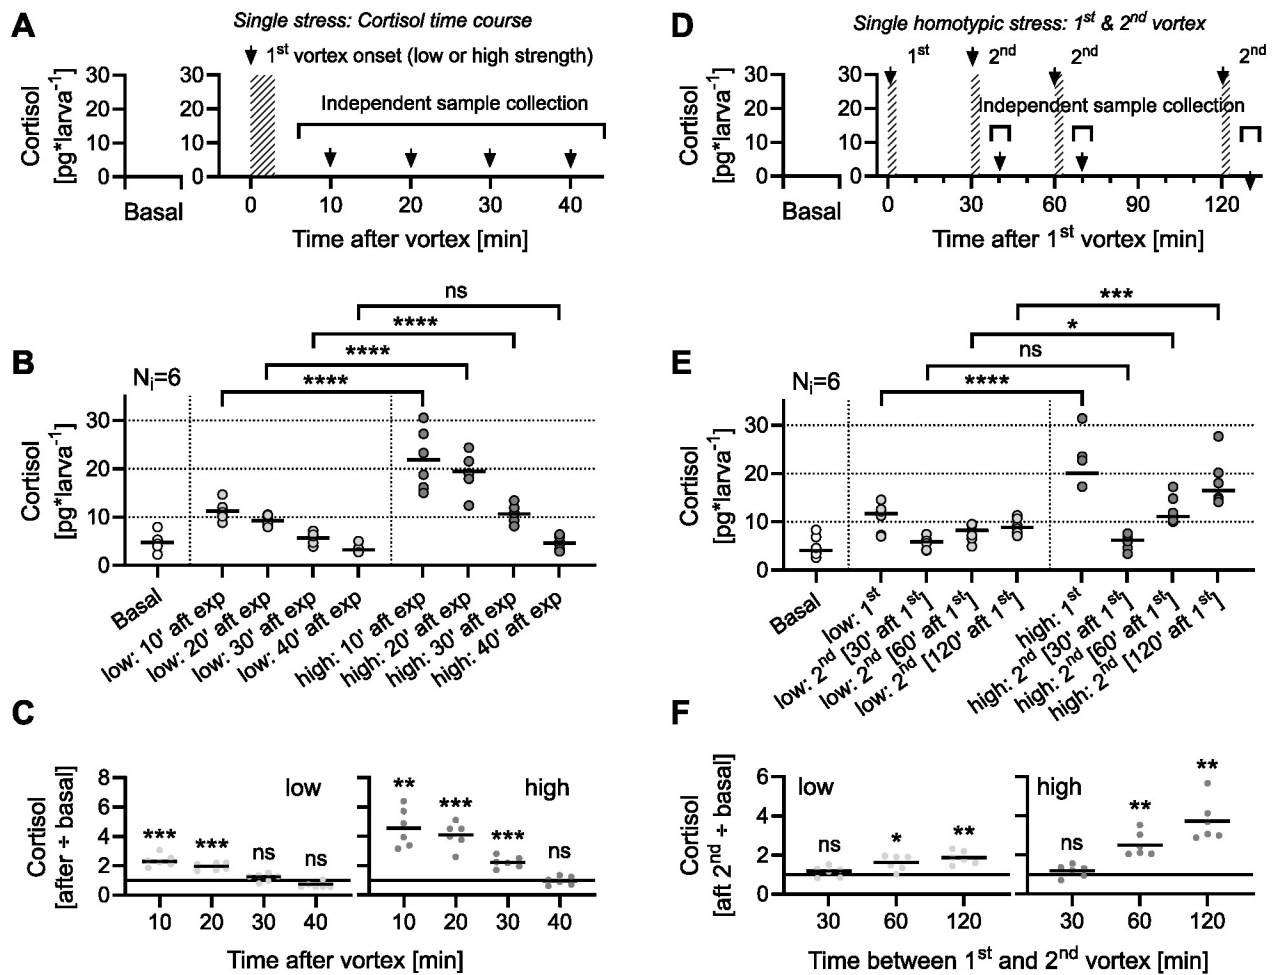 A
Single stress: Cortisol time course
1st vortex onset (low or high strength)
Independent sample collection
Cortisol
[pg*larva-1]
30
20
10
0
30
20
10
0
Basal
0 10 20 30 40
Time after vortex [min]
D
Single homotypic stress: 1st & 2nd vortex
1st 2nd 2nd 2nd
Independent sample collection
Cortisol
[pg*larva-1]
30
20
10
0
30
20
10
0
Basal
0 30 60 90 120
Time after 1st vortex [min]
B
Ni=6
ns
****
****
****
Cortisol
[pg*larva-1]
30
20
10
0
Basal
low: 10' aft exp
low: 20' aft exp
low: 30' aft exp
low: 40' aft exp
high: 10' aft exp
high: 20' aft exp
high: 30' aft exp
high: 40' aft exp
E
Ni=6
***
*
ns
****
Cortisol
[pg*larva-1]
30
20
10
0
Basal
low: 1st
low: 2nd [30' aft 1st]
low: 2nd [60' aft 1st]
low: 2nd [120' aft 1st]
high: 1st
high: 2nd [30' aft 1st]
high: 2nd [60' aft 1st]
high: 2nd [120' aft 1st]
C
Cortisol
[after ÷ basal]
8
6
4
2
0
low
*** *** ns ns
10 20 30 40
high
** *** *** ns
10 20 30 40
Time after vortex [min]
F
Cortisol
[aft 2nd ÷ basal]
6
4
2
0
low
ns * **
30 60 120
high
ns ** **
30 60 120
Time between 1st and 2nd vortex [min]